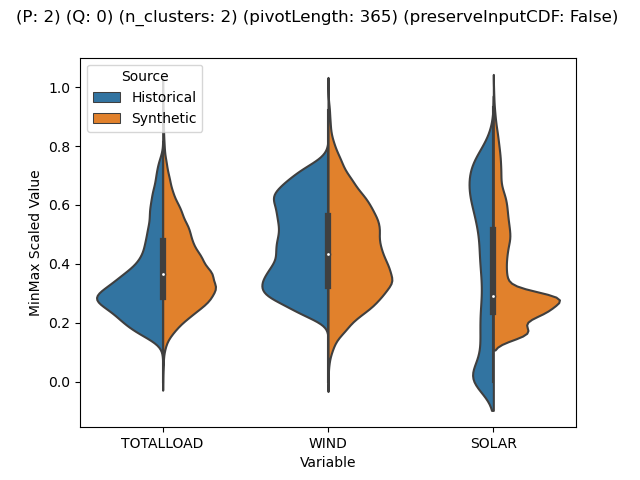 (P: 2) (Q: 0) (n_clusters: 2) (pivotLength: 365) (preserveInputCDF: False)
Source
Historical
Synthetic
1.0
0.8
0.6
0.4
0.2
0.0
MinMax Scaled Value
TOTALLOAD WIND SOLAR
Variable